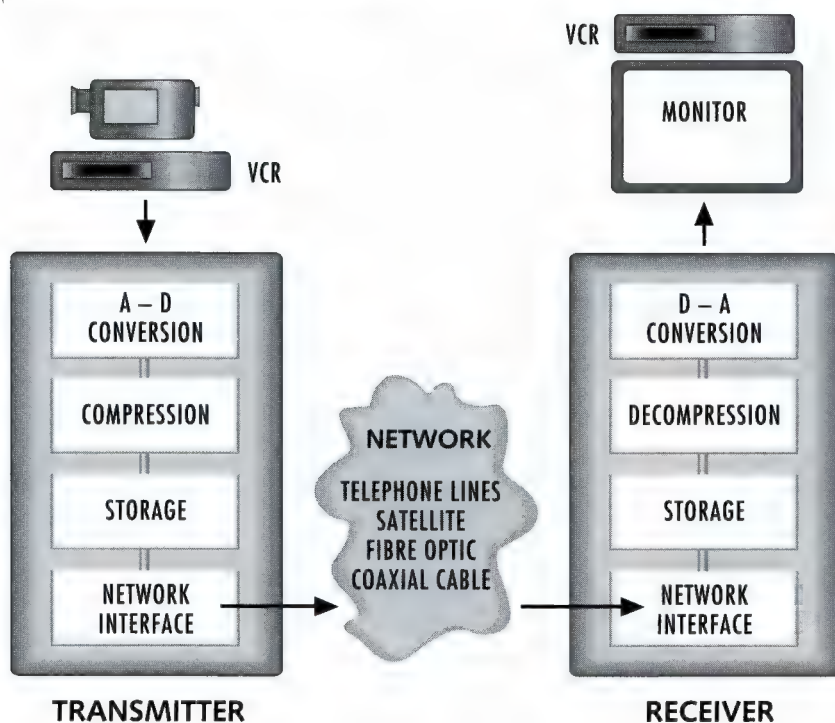 VCR
A – D
CONVERSION
COMPRESSION
STORAGE
NETWORK
INTERFACE
TRANSMITTER
NETWORK
TELEPHONE LINES
SATELLITE
FIBRE OPTIC
COAXIAL CABLE
VCR
MONITOR
D – A
CONVERSION
DECOMPRESSION
STORAGE
NETWORK
INTERFACE
RECEIVER